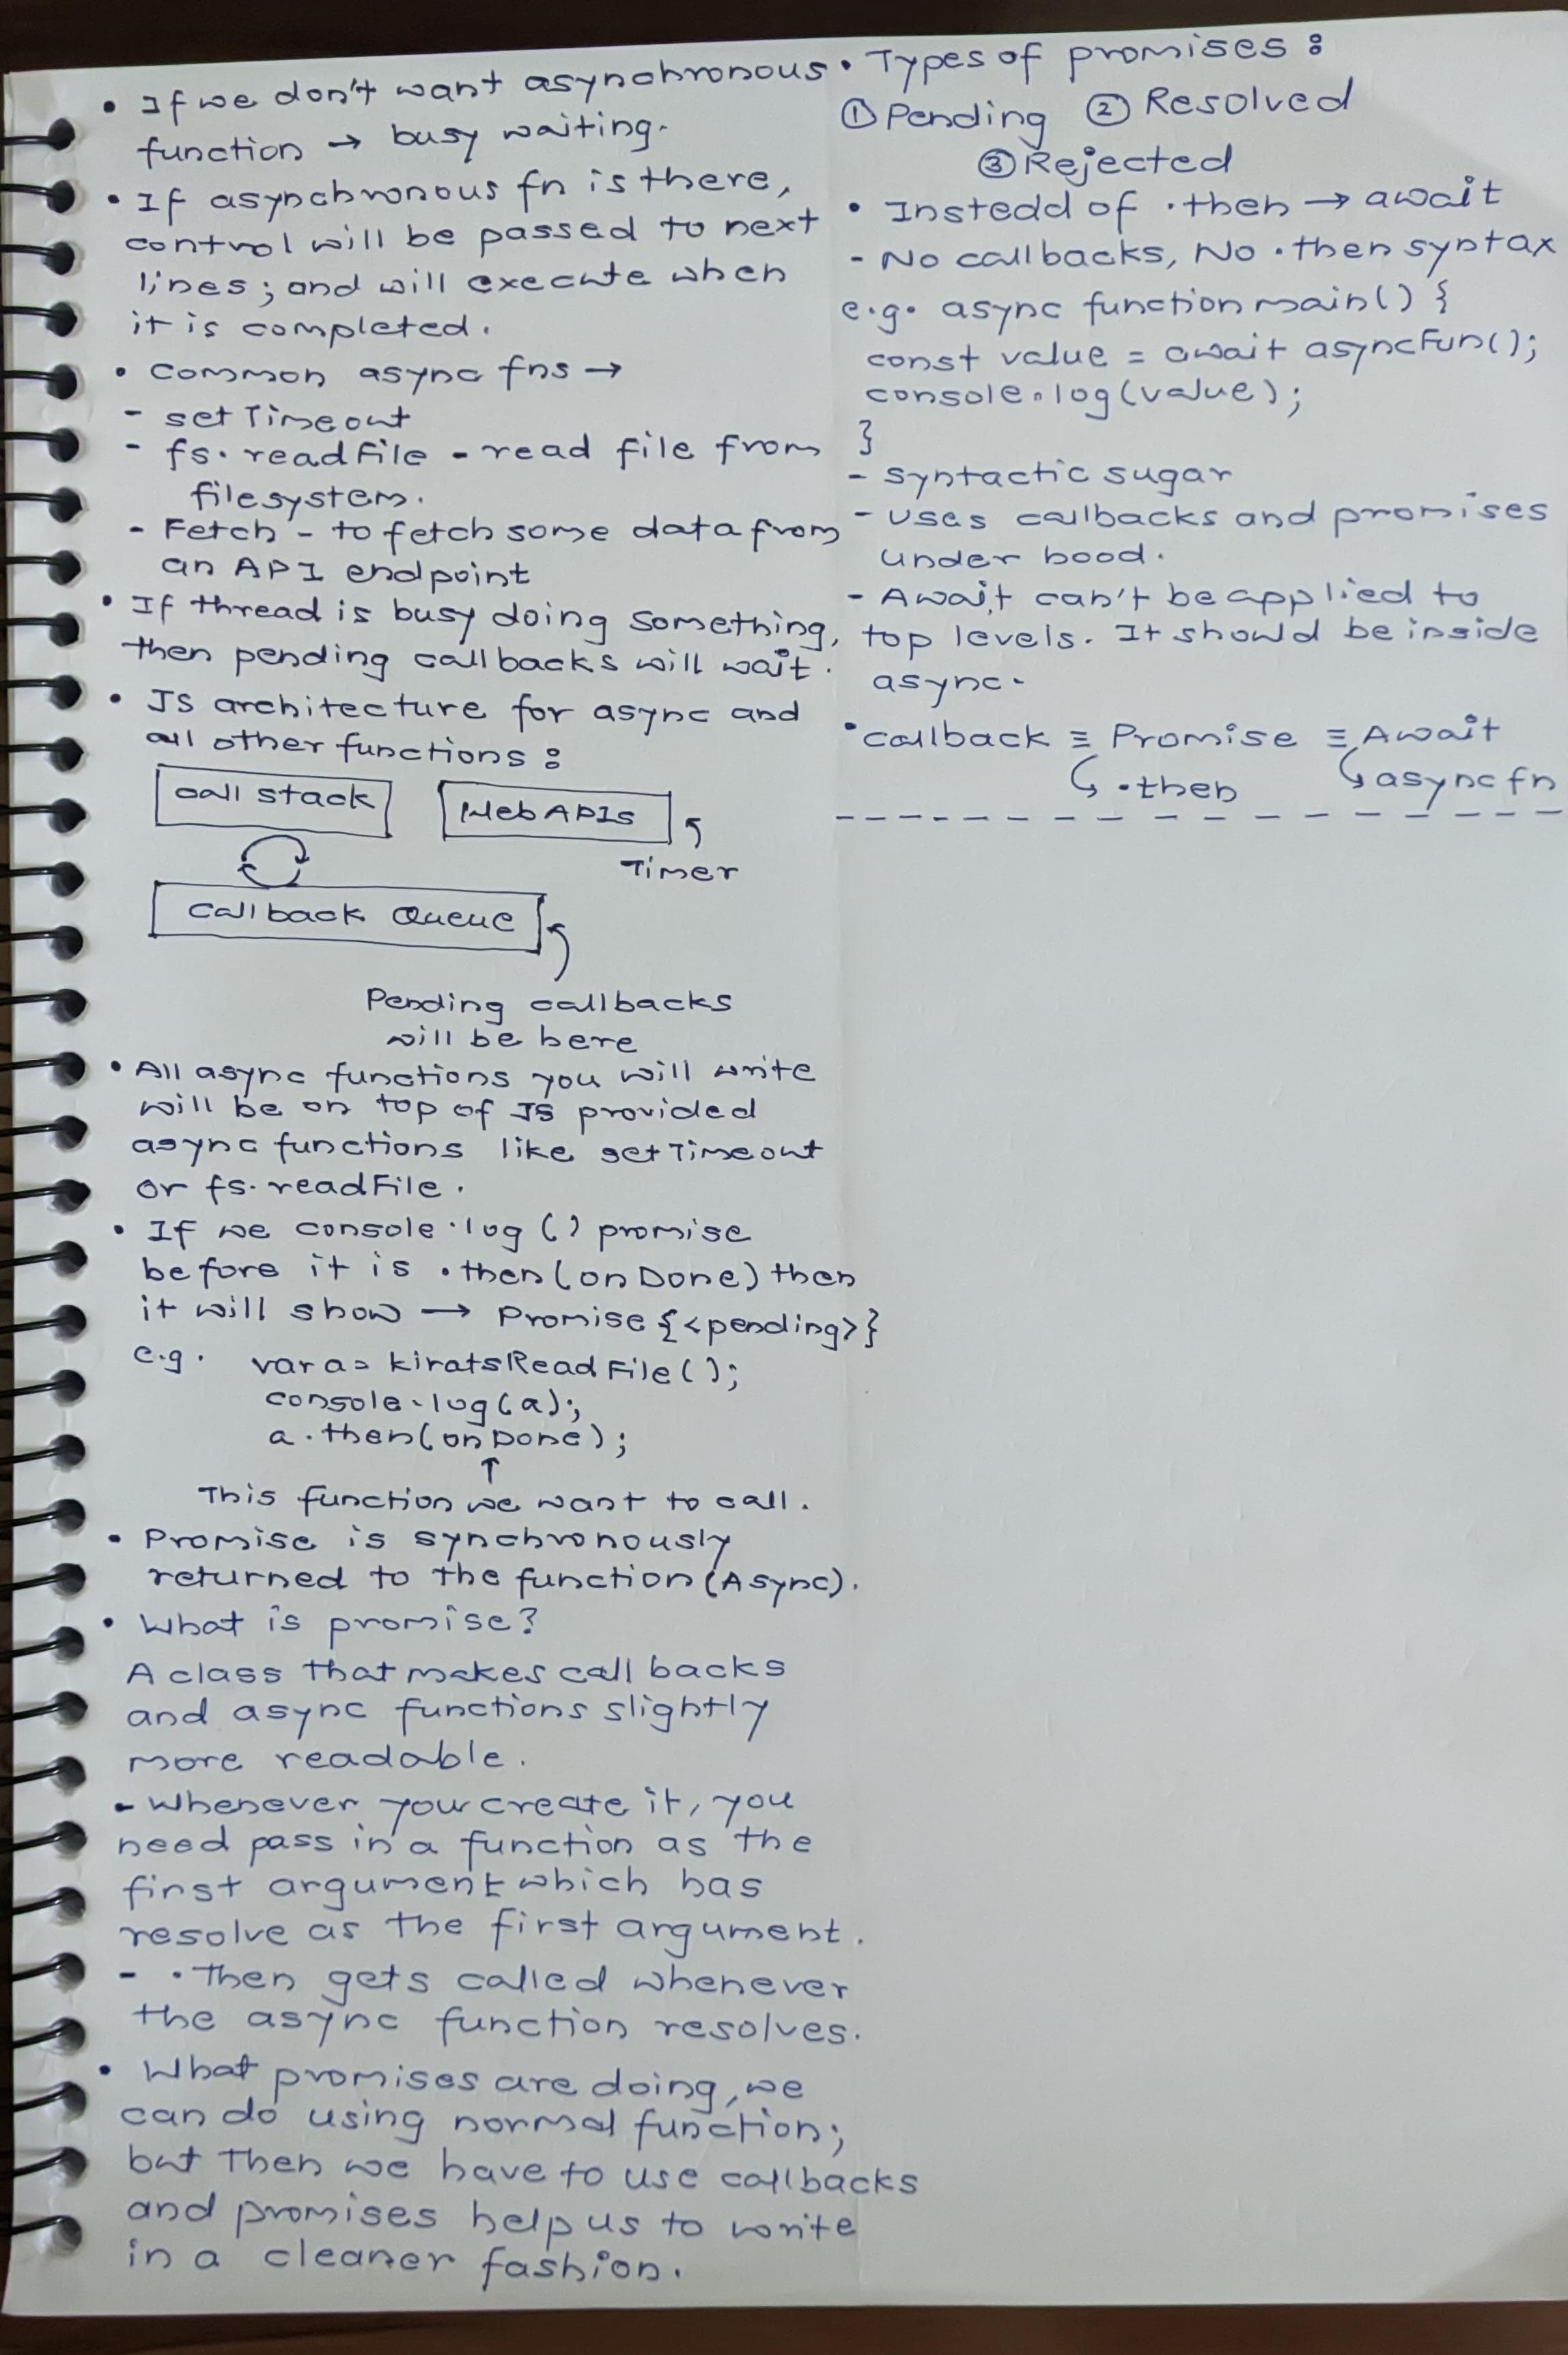 • If we don't want asynchronous
function → busy waiting.
• If asynchronous fn is there,
control will be passed to next
lines; and will execute when
it is completed.
• Common async fns →
- setTimeout
- fs.readFile - read file from
filesystem.
- Fetch - to fetch some data from
an API endpoint
• If thread is busy doing something,
then pending callbacks will wait.
• JS architecture for async and
all other functions :
Call stack
Web APIs
Timer
Callback Queue
Pending callbacks
will be here
• All async functions you will write
will be on top of JS provided
async functions like setTimeout
or fs.readFile.
• If we console.log() promise
before it is .then(onDone) then
it will show → Promise {<pending>}
e.g. var a = kiratsReadFile();
console.log(a);
a.then(onDone);
↑
This function we want to call.
• Promise is synchronously
returned to the function (Async).
• What is promise?
A class that makes call backs
and async functions slightly
more readable.
- Whenever your create it, you
need pass in a function as the
first argument which has
resolve as the first argument.
- .Then gets called whenever
the async function resolves.
• What promises are doing, we
can do using normal function;
but then we have to use callbacks
and promises help us to write
in a cleaner fashion.
• Types of promises :
① Pending ② Resolved
③ Rejected
• Instedd of .then → await
- No callbacks, No .then syntax
e.g. async function main() {
const value = await asyncFun();
console.log(value);
}
- Syntactic sugar
- Uses callbacks and promises
under hood.
- Await can't be applied to
top levels. It should be inside
async.
• callback ≡ Promise ≡ Await
↳ .then ↳ async fn